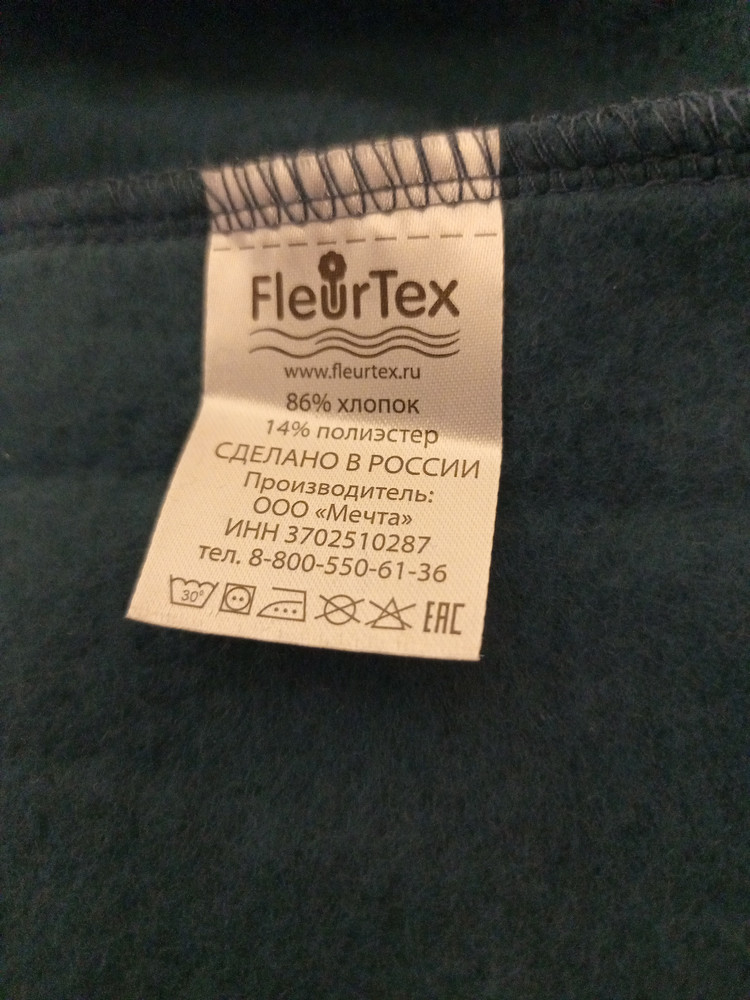 FleurTex
www.fleurtex.ru
86% хлопок
14% полиэстер
СДЕЛАНО В РОССИИ
Производитель:
ООО «Мечта»
ИНН 3702510287
тел. 8-800-550-61-36
30° EAC